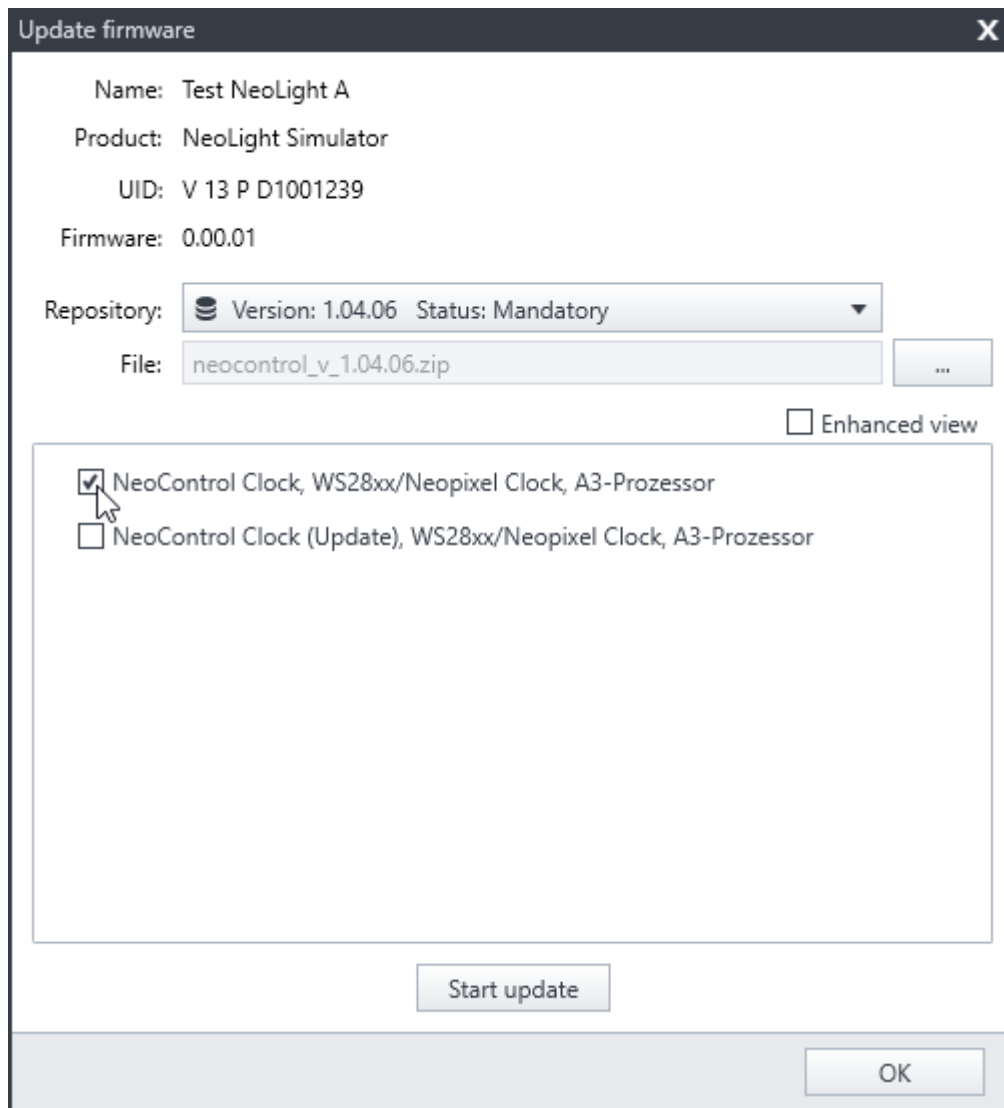 Update firmware X
Name: Test NeoLight A
Product: NeoLight Simulator
UID: V 13 P D1001239
Firmware: 0.00.01
Repository: Version: 1.04.06 Status: Mandatory
File: neocontrol_v_1.04.06.zip ...
Enhanced view
NeoControl Clock, WS28xx/Neopixel Clock, A3-Prozessor
NeoControl Clock (Update), WS28xx/Neopixel Clock, A3-Prozessor
Start update
OK